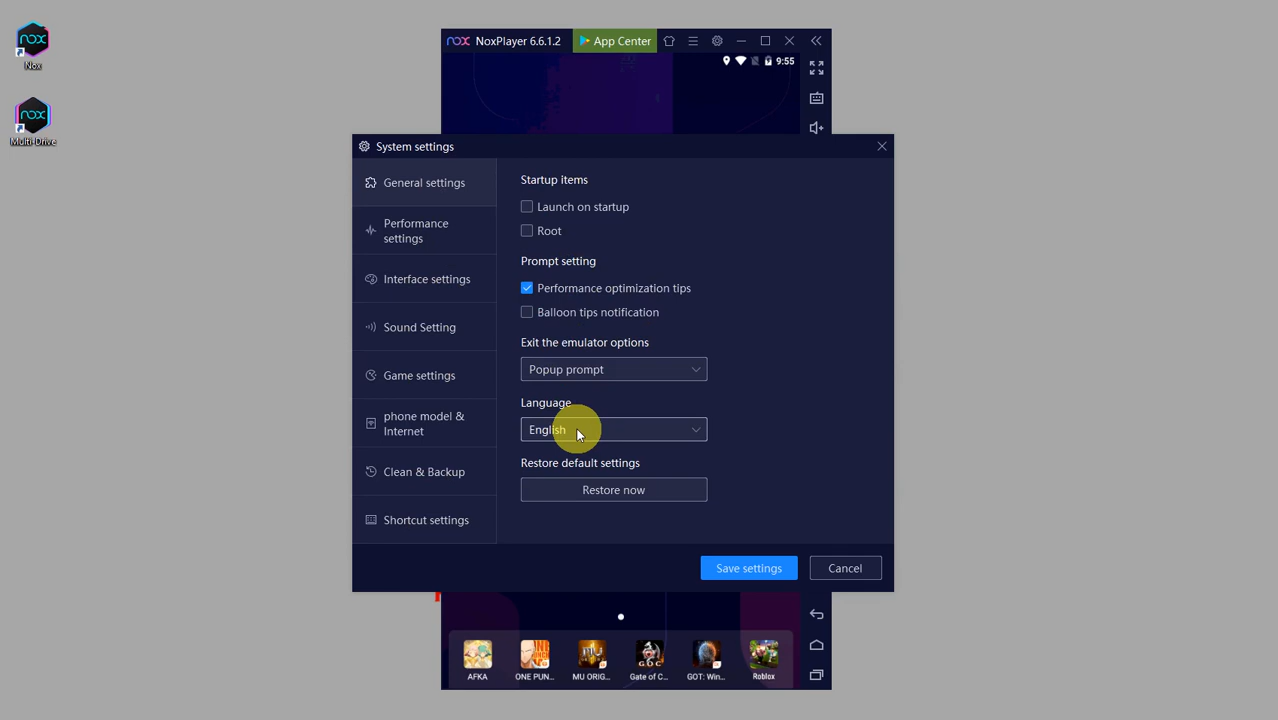 Nox
Multi-Drive
nox NoxPlayer 6.6.1.2 App Center
9:55
System settings
General settings
Performance
settings
Interface settings
Sound Setting
Game settings
phone model &
Internet
Clean & Backup
Shortcut settings
Startup items
Launch on startup
Root
Prompt setting
Performance optimization tips
Balloon tips notification
Exit the emulator options
Popup prompt
Language
English
Restore default settings
Restore now
Save settings Cancel
AFKA ONE PUN... MU ORIG... Gate of C... GOT: Win... Roblox